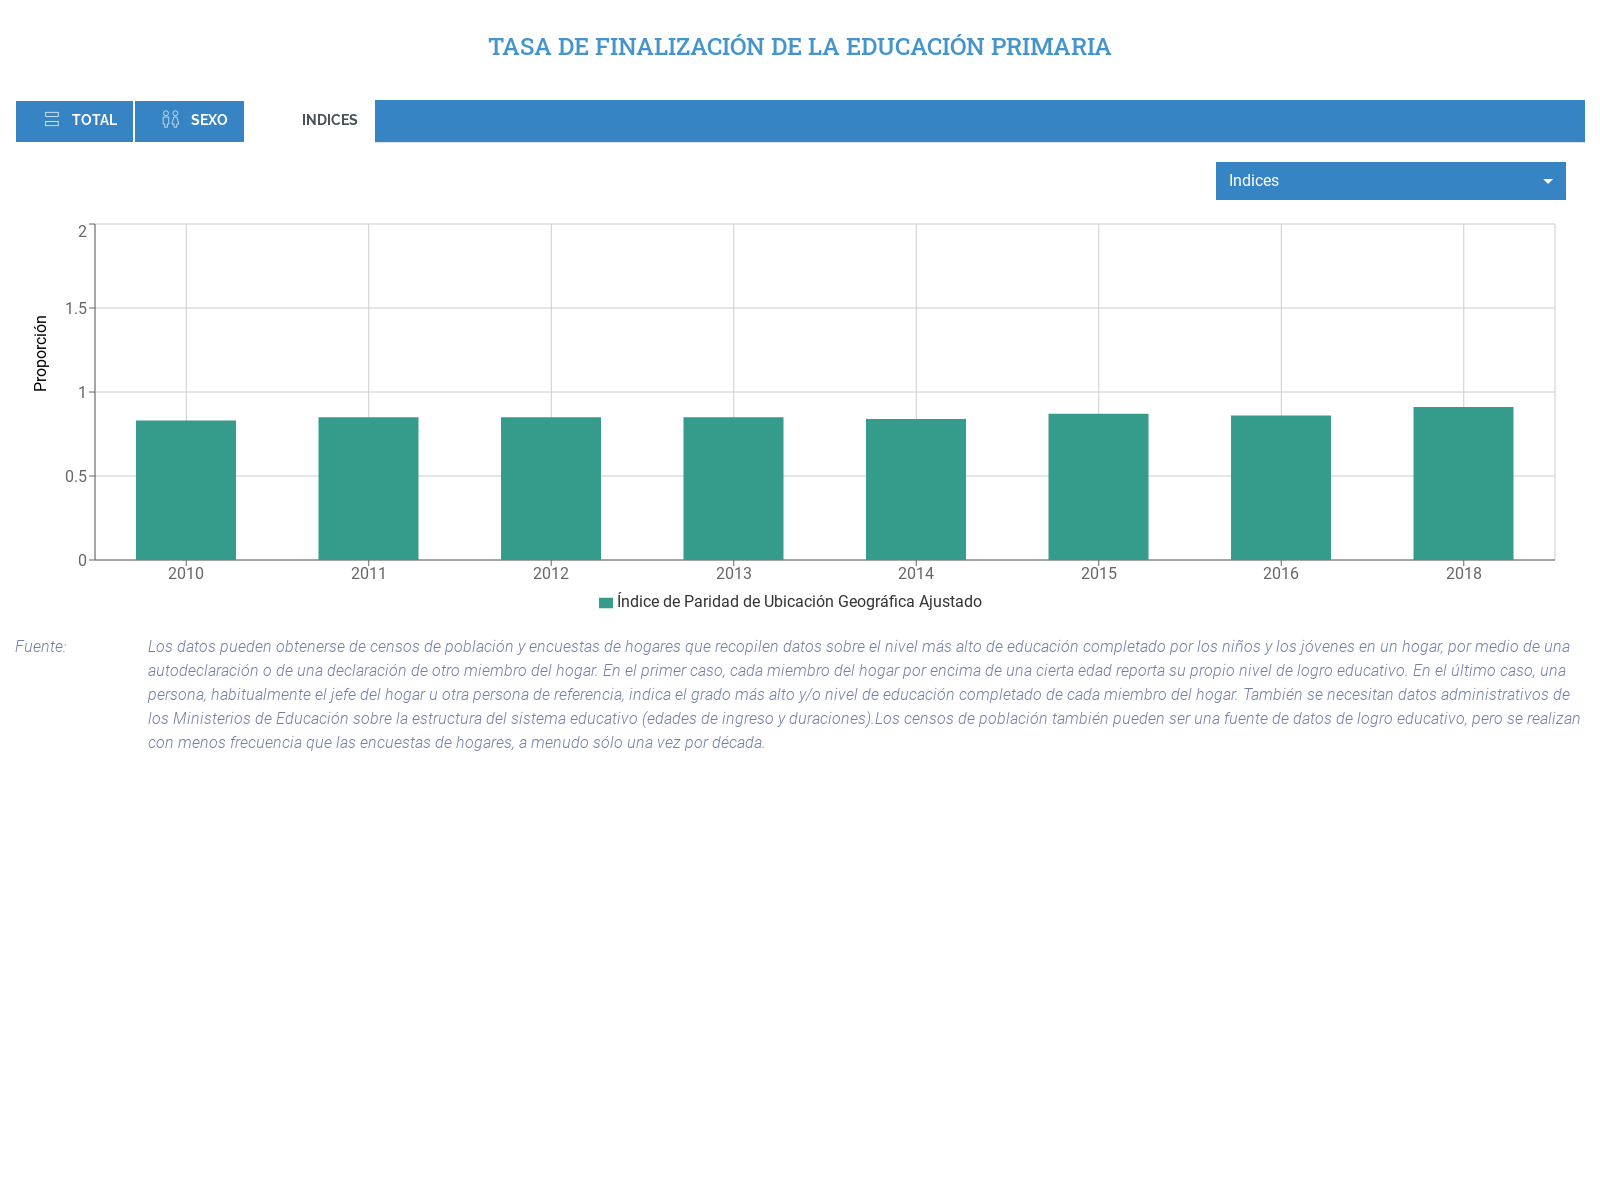 TASA DE FINALIZACIÓN DE LA EDUCACIÓN PRIMARIA
TOTAL
SEXO
INDICES
Indices
2
1.5
1
0.5
0
Proporción
2010
2011
2012
2013
2014
2015
2016
2018
Índice de Paridad de Ubicación Geográfica Ajustado
Fuente:
Los datos pueden obtenerse de censos de población y encuestas de hogares que recopilen datos sobre el nivel más alto de educación completado por los niños y los jóvenes en un hogar, por medio de una
autodeclaración o de una declaración de otro miembro del hogar. En el primer caso, cada miembro del hogar por encima de una cierta edad reporta su propio nivel de logro educativo. En el último caso, una
persona, habitualmente el jefe del hogar u otra persona de referencia, indica el grado más alto y/o nivel de educación completado de cada miembro del hogar. También se necesitan datos administrativos de
los Ministerios de Educación sobre la estructura del sistema educativo (edades de ingreso y duraciones).Los censos de población también pueden ser una fuente de datos de logro educativo, pero se realizan
con menos frecuencia que las encuestas de hogares, a menudo sólo una vez por década.